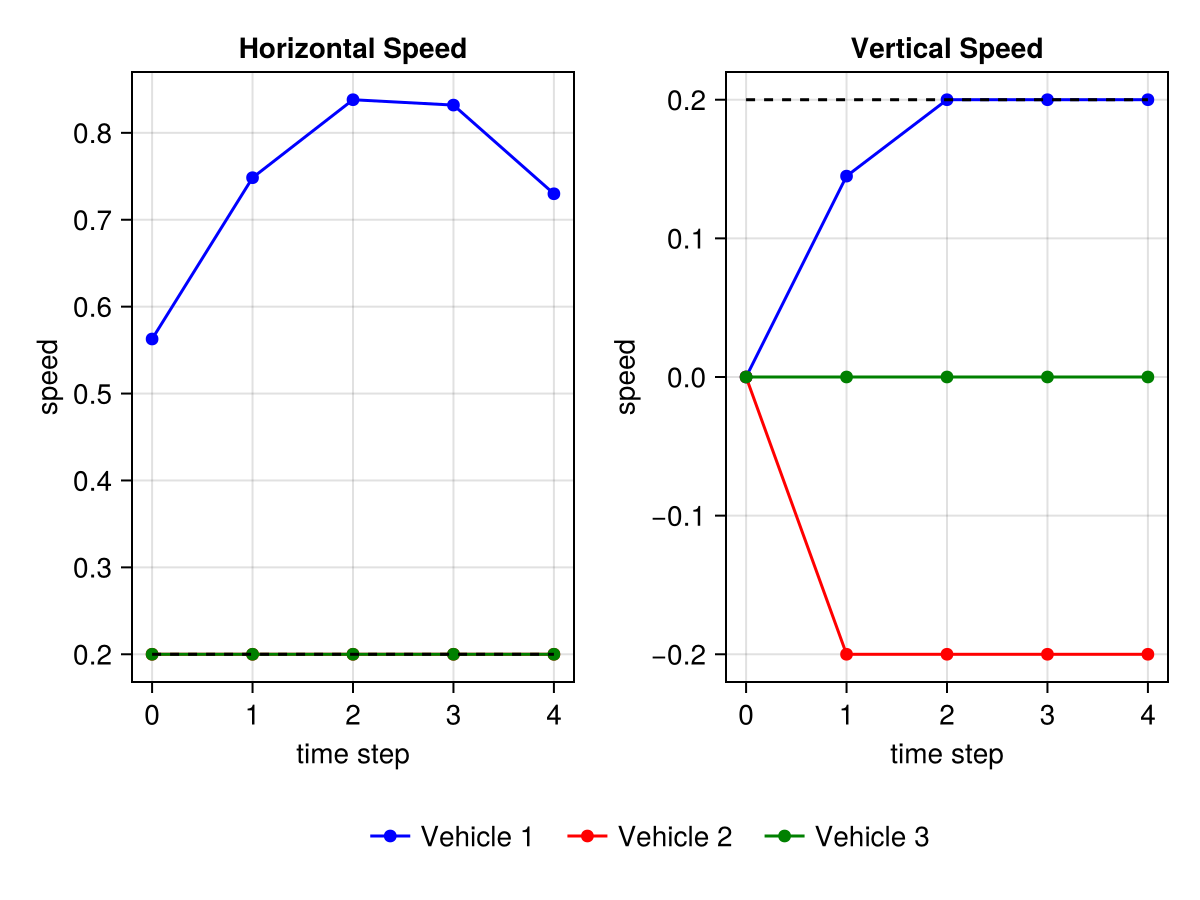 Horizontal Speed
0.8
0.7
0.6
0.5
0.4
0.3
0.2
speed
0 1 2 3 4
time step
Vertical Speed
0.2
0.1
0.0
−0.1
−0.2
speed
0 1 2 3 4
time step
Vehicle 1 Vehicle 2 Vehicle 3